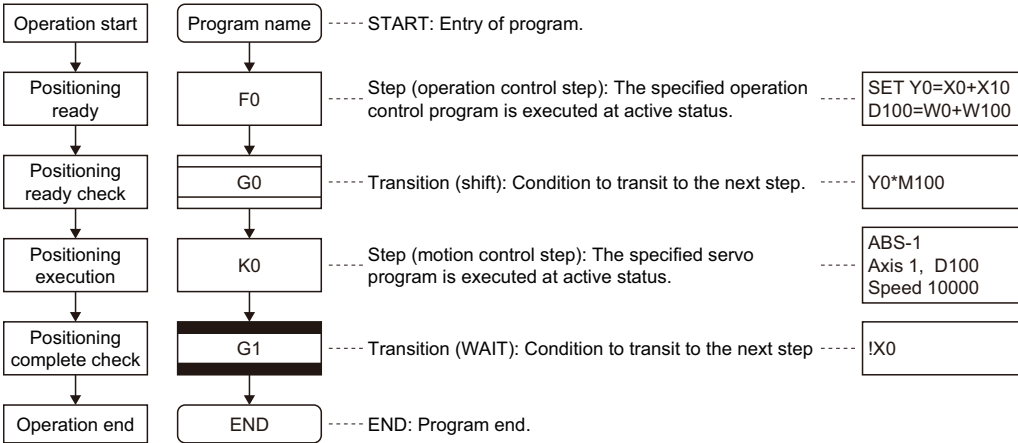 Operation start
Program name
START: Entry of program.
Positioning
ready
F0
Step (operation control step): The specified operation
control program is executed at active status.
SET Y0=X0+X10
D100=W0+W100
Positioning
ready check
G0
Transition (shift): Condition to transit to the next step.
Y0*M100
Positioning
execution
K0
Step (motion control step): The specified servo
program is executed at active status.
ABS-1
Axis 1, D100
Speed 10000
Positioning
complete check
G1
Transition (WAIT): Condition to transit to the next step
!X0
Operation end
END
END: Program end.